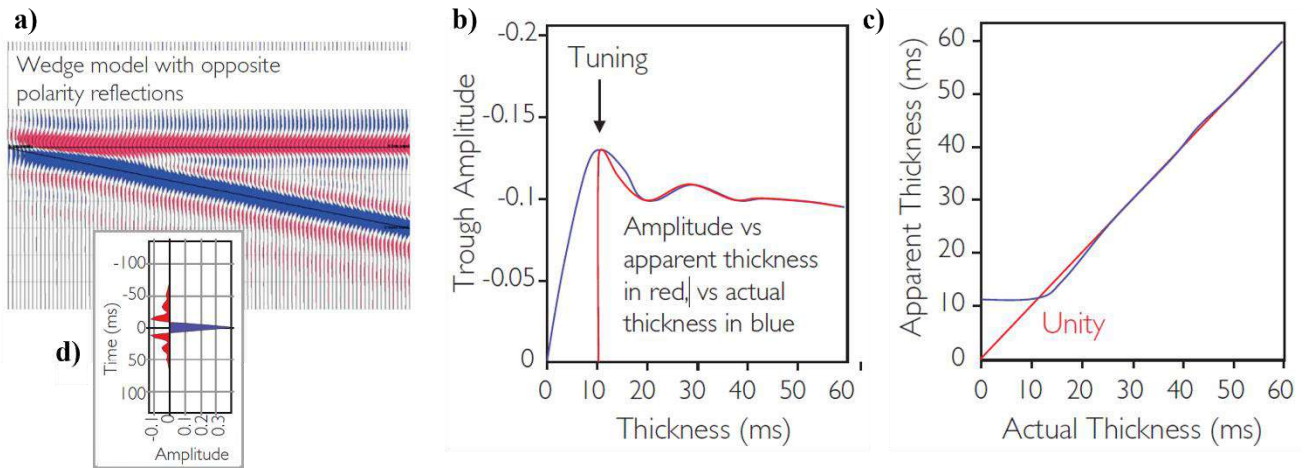 a)
Wedge model with opposite
polarity reflections
d)
-100
-50
0
50
100
Time (ms)
-0.1
0
0.1
0.2
0.3
Amplitude
b)
-0.2
-0.15
-0.1
-0.05
0
Trough Amplitude
Tuning
Amplitude vs
apparent thickness
in red, vs actual
thickness in blue
0 10 20 30 40 50 60
Thickness (ms)
c)
60
50
40
30
20
10
0
Apparent Thickness (ms)
Unity
0 10 20 30 40 50 60
Actual Thickness (ms)